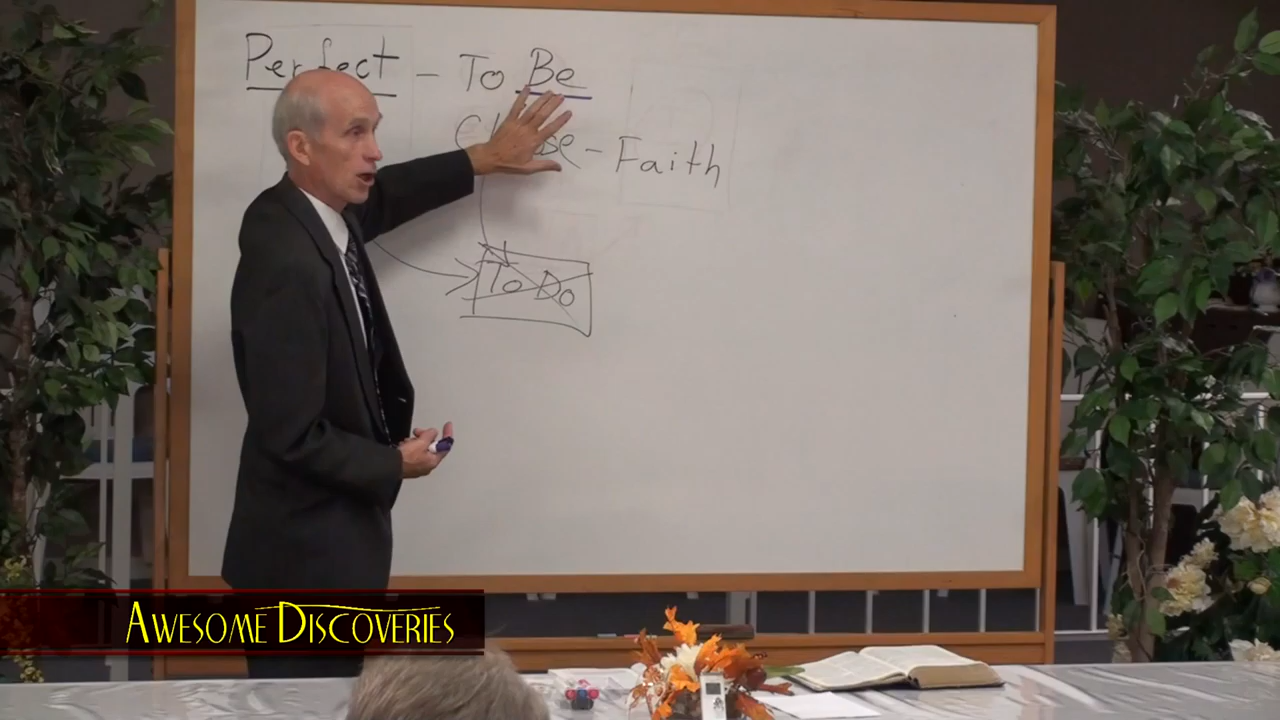 Perfect – To Be
– Faith
To Do
AWESOME DISCOVERIES